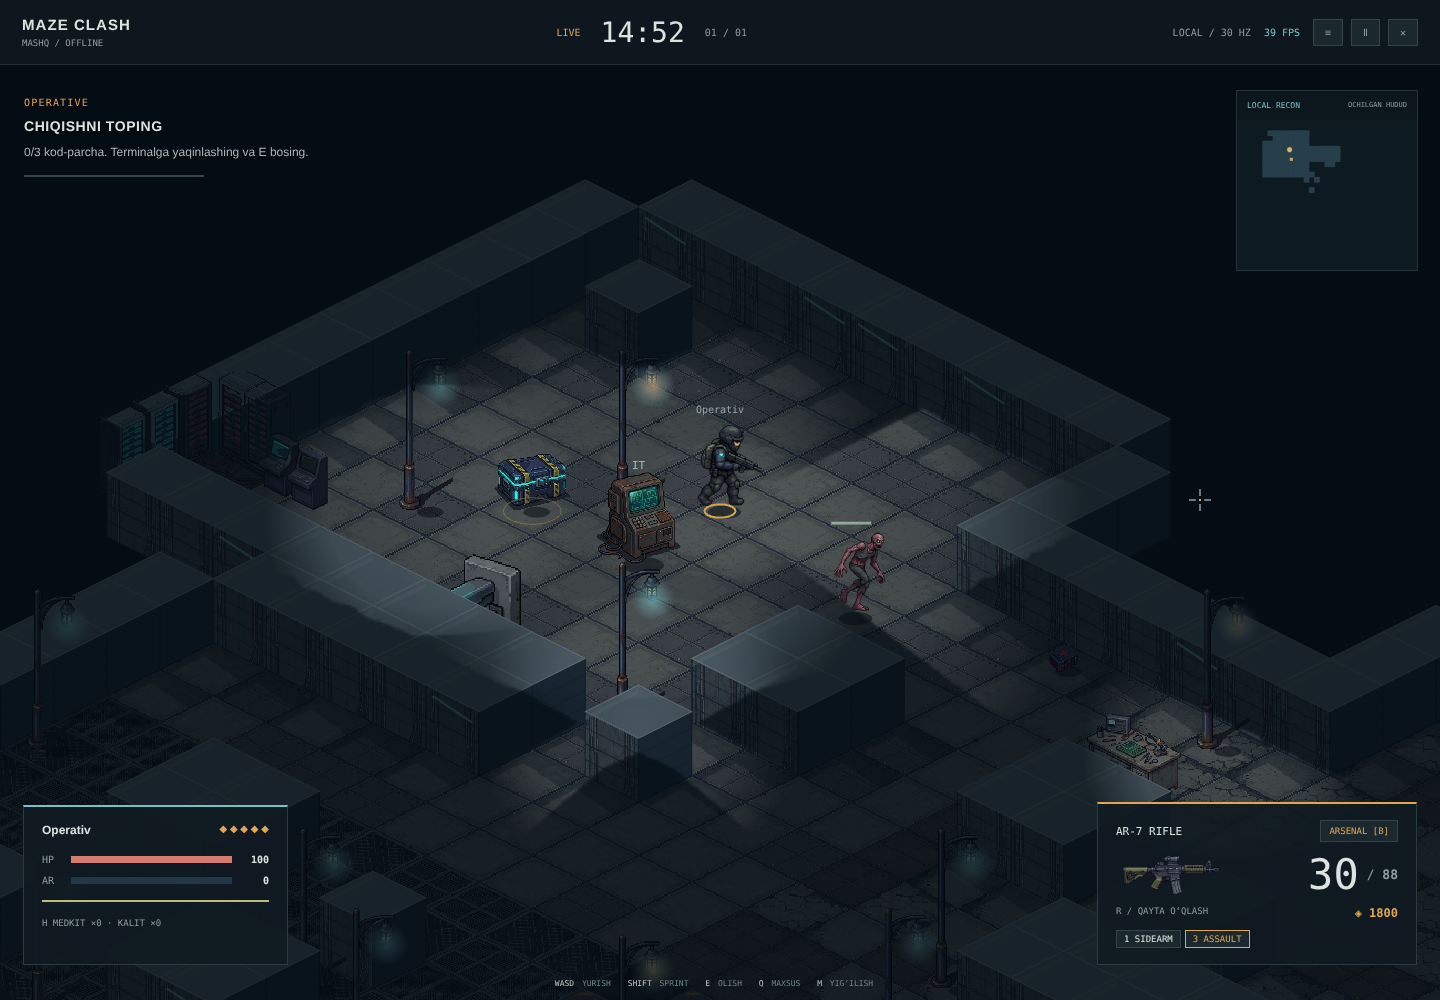 MAZE CLASH
MASHQ / OFFLINE
LIVE 14:52 01 / 01
LOCAL / 30 HZ 39 FPS
OPERATIVE
CHIQISHNI TOPING
0/3 kod-parcha. Terminalga yaqinlashing va E bosing.
LOCAL RECON OCHILGAN HUDUD
Operativ
IT
Operativ
HP 100
AR 0
H MEDKIT ×0 · KALIT ×0
AR-7 RIFLE ARSENAL [B]
30 / 88
R / QAYTA O‘QLASH 1800
1 SIDEARM 3 ASSAULT
WASD YURISH SHIFT SPRINT E OLISH Q MAXSUS M YIG‘ILISH